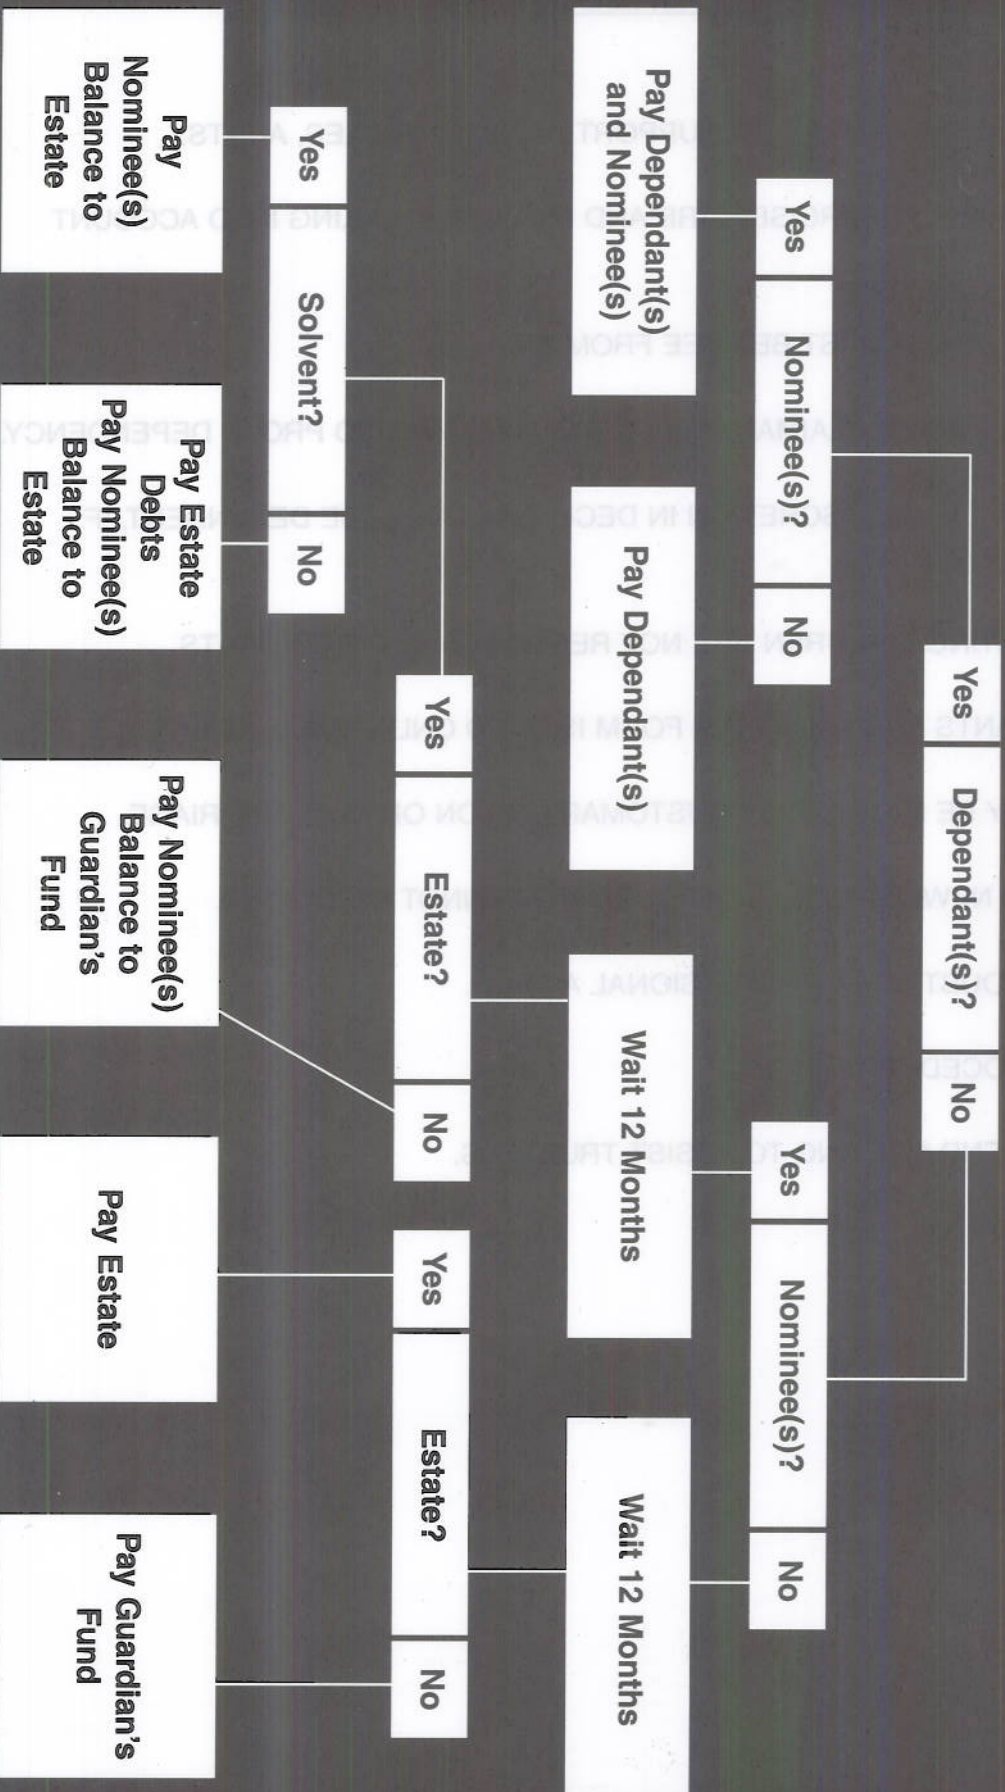 Yes
Dependant(s)?
No
Yes
Nominee(s)?
No
Yes
Nominee(s)?
No
Pay Dependant(s)
and Nominee(s)
Pay Dependant(s)
Wait 12 Months
Wait 12 Months
Yes
Estate?
No
Yes
Estate?
No
Yes
Solvent?
No
Pay
Nominee(s)
Balance to
Estate
Pay Estate
Debts
Pay Nominee(s)
Balance to
Estate
Pay Nominee(s)
Balance to
Guardian's
Fund
Pay Estate
Pay Guardian's
Fund